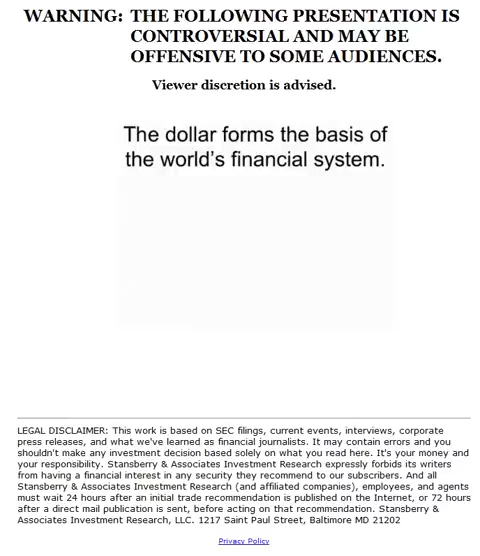 WARNING: THE FOLLOWING PRESENTATION IS
CONTROVERSIAL AND MAY BE
OFFENSIVE TO SOME AUDIENCES.
Viewer discretion is advised.
The dollar forms the basis of
the world's financial system.
LEGAL DISCLAIMER: This work is based on SEC filings, current events, interviews, corporate
press releases, and what we've learned as financial journalists. It may contain errors and you
shouldn't make any investment decision based solely on what you read here. It's your money and
your responsibility. Stansberry & Associates Investment Research expressly forbids its writers
from having a financial interest in any security they recommend to our subscribers. And all
Stansberry & Associates Investment Research (and affiliated companies), employees, and agents
must wait 24 hours after an initial trade recommendation is published on the Internet, or 72 hours
after a direct mail publication is sent, before acting on that recommendation. Stansberry &
Associates Investment Research, LLC. 1217 Saint Paul Street, Baltimore MD 21202
Privacy Policy